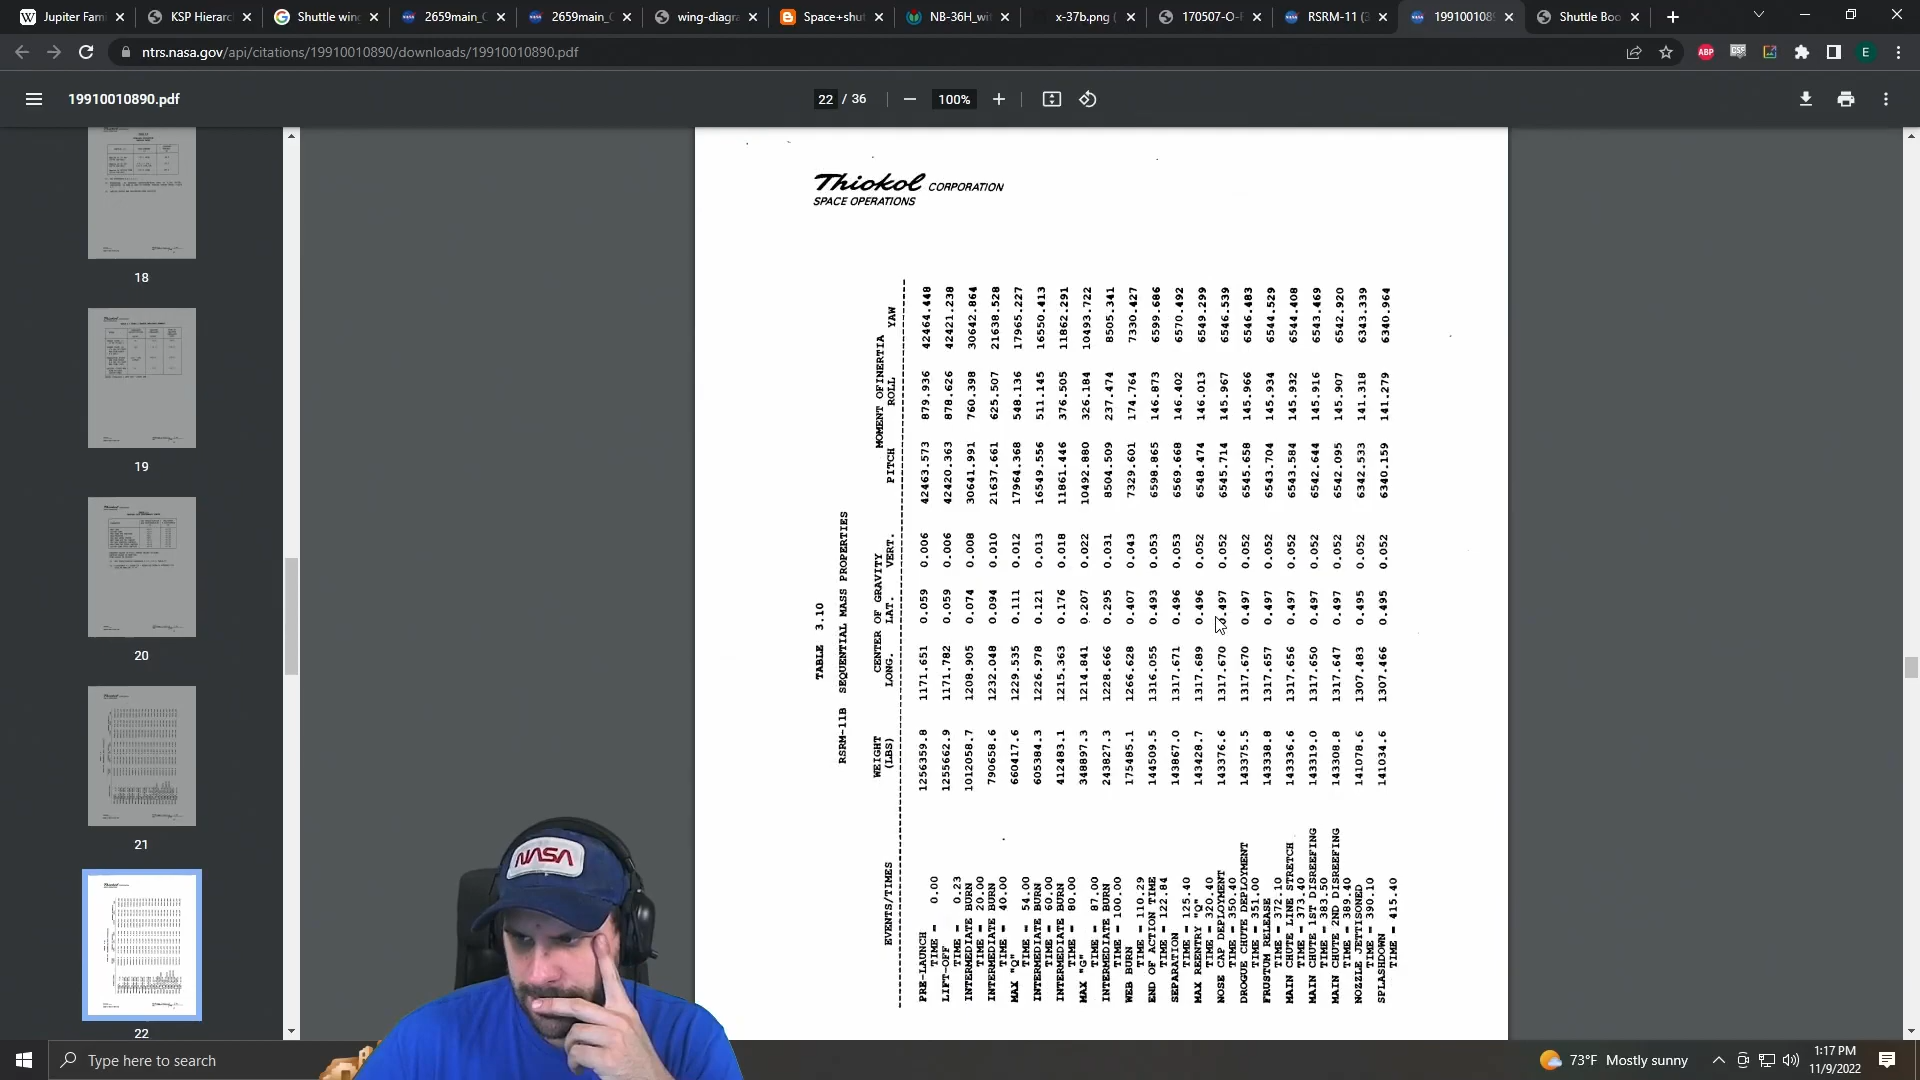 Jupiter Fami
KSP Hierarc
Shuttle wing
2659main_C
2659main_C
wing-diagra
Space+shut
NB-36H_wit
x-37b.png (
170507-O-F
RSRM-11 (3
1991001089
Shuttle Boo
ntrs.nasa.gov/api/citations/19910010890/downloads/19910010890.pdf
19910010890.pdf
22 / 36
100%
18
19
20
21
22
Thiokol CORPORATION
SPACE OPERATIONS
TABLE 3.10
RSRM-11B SEQUENTIAL MASS PROPERTIES
WEIGHT CENTER OF GRAVITY MOMENT OFINERTIA
EVENTS/TIMES (LBS) LONG. LAT. VERT. PITCH ROLL YAW
PRE-LAUNCH 1256359.8 1171.651 0.059 0.006 42463.573 879.936 42464.448
TIME = 0.00
LIFT-OFF 1255662.9 1171.782 0.059 0.006 42420.363 878.626 42421.238
TIME = 0.23
INTERMEDIATE BURN 1012058.7 1208.905 0.074 0.008 30641.991 760.398 30642.864
TIME = 20.00
INTERMEDIATE BURN 790658.6 1232.048 0.094 0.010 21637.661 625.507 21638.528
TIME = 40.00
MAX "Q" 660417.6 1229.535 0.111 0.012 17964.368 548.136 17965.227
TIME = 54.00
INTERMEDIATE BURN 605384.3 1226.978 0.121 0.013 16549.556 511.145 16550.413
TIME = 60.00
INTERMEDIATE BURN 412483.1 1215.363 0.176 0.018 11861.446 376.505 11862.291
TIME = 80.00
MAX "G" 348897.3 1214.841 0.207 0.022 10492.880 326.184 10493.722
TIME = 87.00
INTERMEDIATE BURN 243827.3 1228.666 0.295 0.031 8504.509 237.474 8505.341
TIME = 100.00
WEB BURN 175485.1 1266.628 0.407 0.043 7329.601 174.764 7330.427
TIME = 110.29
END OF ACTION TIME 144509.5 1316.055 0.493 0.053 6598.865 146.873 6599.686
TIME = 122.84
SEPARATION 143867.0 1317.671 0.496 0.053 6569.668 146.402 6570.492
TIME = 125.40
MAX REENTRY "Q" 143428.7 1317.689 0.496 0.052 6548.474 146.013 6549.299
TIME = 320.40
NOSE CAP DEPLOYMENT 143376.6 1317.670 0.497 0.052 6545.714 145.967 6546.539
TIME = 350.40
DROGUE CHUTE DEPLOYMENT 143375.5 1317.670 0.497 0.052 6545.658 145.966 6546.483
TIME = 351.00
FRUSTUM RELEASE 143338.8 1317.657 0.497 0.052 6543.704 145.934 6544.529
TIME = 372.10
MAIN CHUTE LINE STRETCH 143336.6 1317.656 0.497 0.052 6543.584 145.932 6544.408
TIME = 373.40
MAIN CHUTE 1ST DISREEFING 143319.0 1317.650 0.497 0.052 6542.644 145.916 6543.469
TIME = 383.50
MAIN CHUTE 2ND DISREEFING 143308.8 1317.647 0.497 0.052 6542.095 145.907 6542.920
TIME = 389.40
NOZZLE JETTISONED 141078.6 1307.483 0.495 0.052 6342.533 141.318 6343.339
TIME = 390.10
SPLASHDOWN 141034.6 1307.466 0.495 0.052 6340.159 141.279 6340.964
TIME = 415.40
NASA
Type here to search
73°F Mostly sunny
1:17 PM
11/9/2022
ABP
E